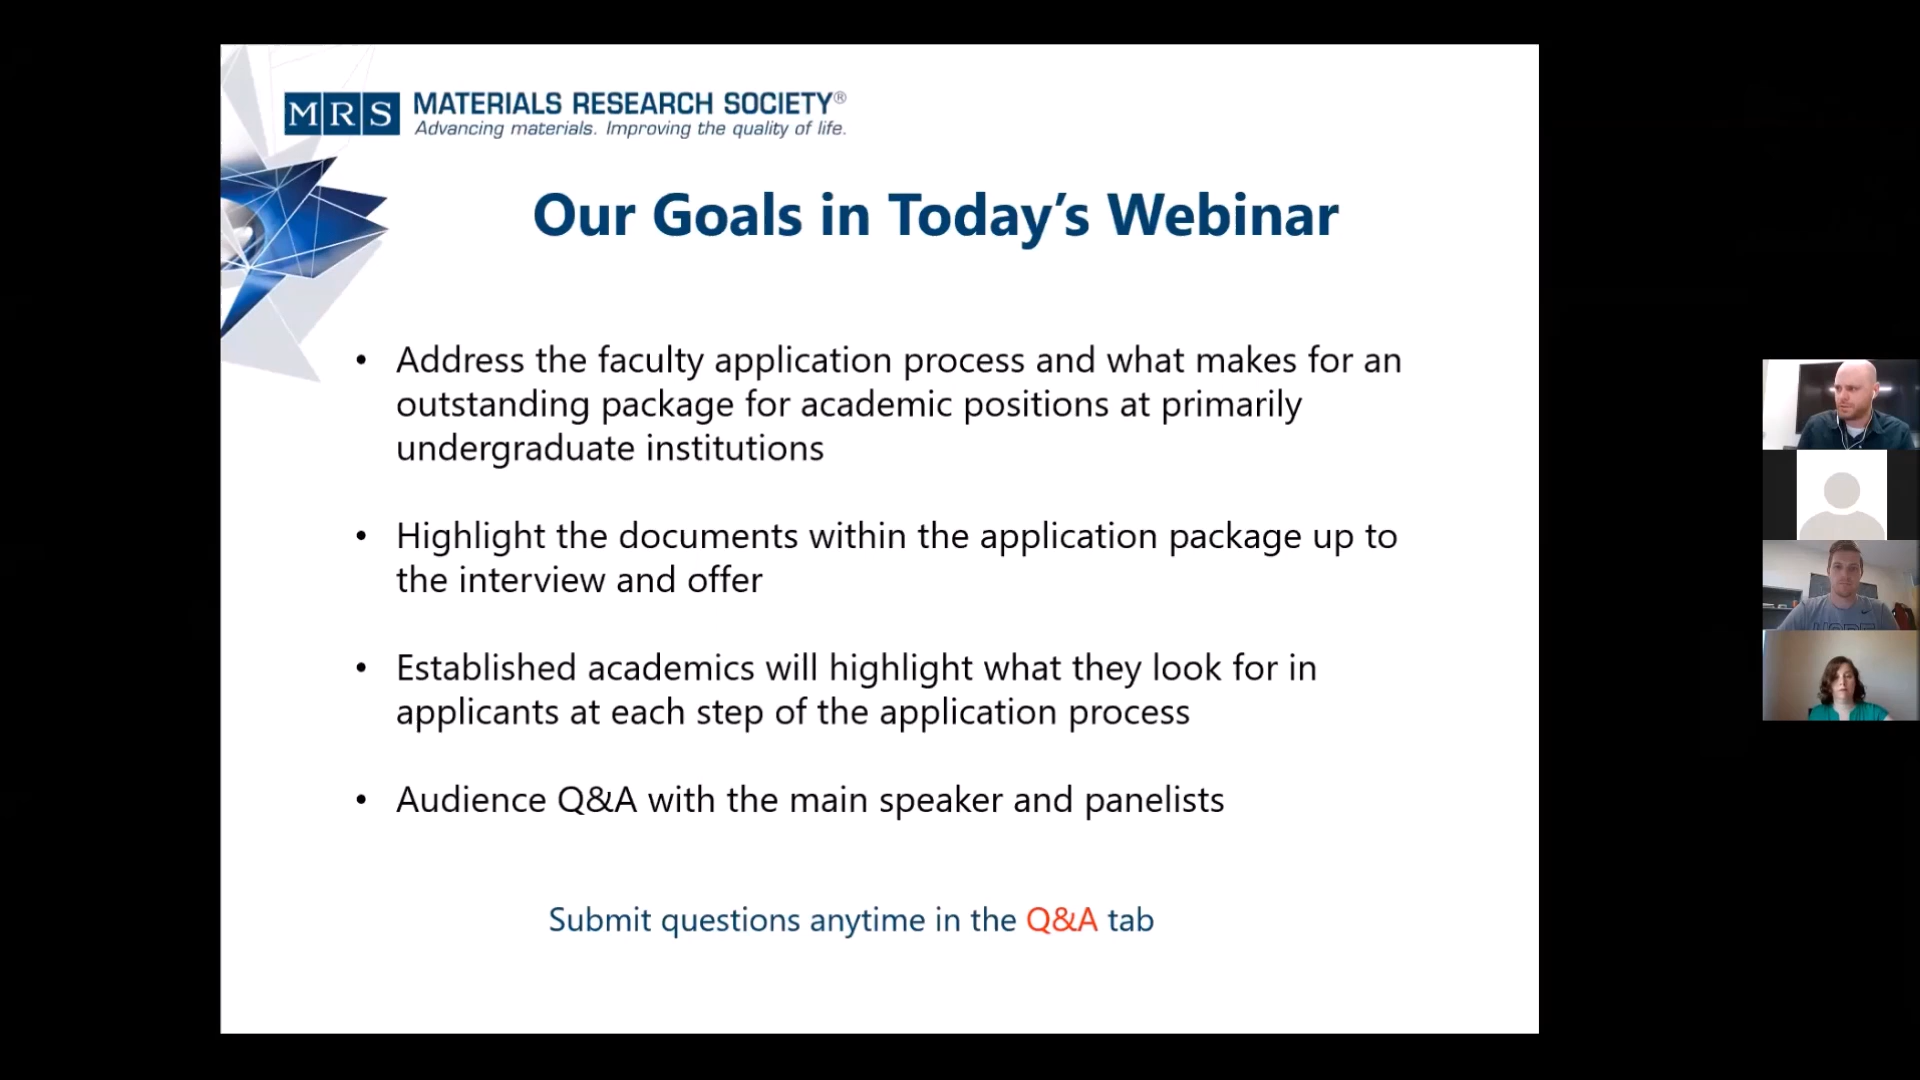 MRS MATERIALS RESEARCH SOCIETY®
Advancing materials. Improving the quality of life.
Our Goals in Today's Webinar
• Address the faculty application process and what makes for an
outstanding package for academic positions at primarily
undergraduate institutions
• Highlight the documents within the application package up to
the interview and offer
• Established academics will highlight what they look for in
applicants at each step of the application process
• Audience Q&A with the main speaker and panelists
Submit questions anytime in the Q&A tab